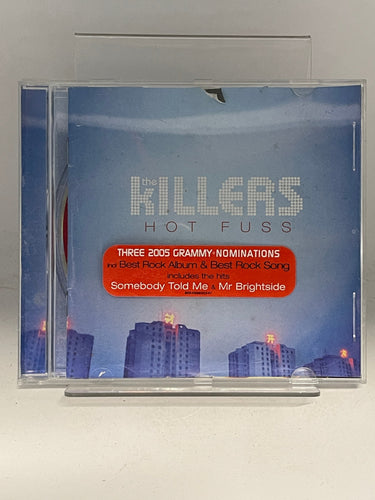 the
KILLERS
HOT FUSS
THREE 2005 GRAMMY NOMINATIONS
incl Best Rock Album & Best Rock Song
includes the hits
Somebody Told Me & Mr Brightside